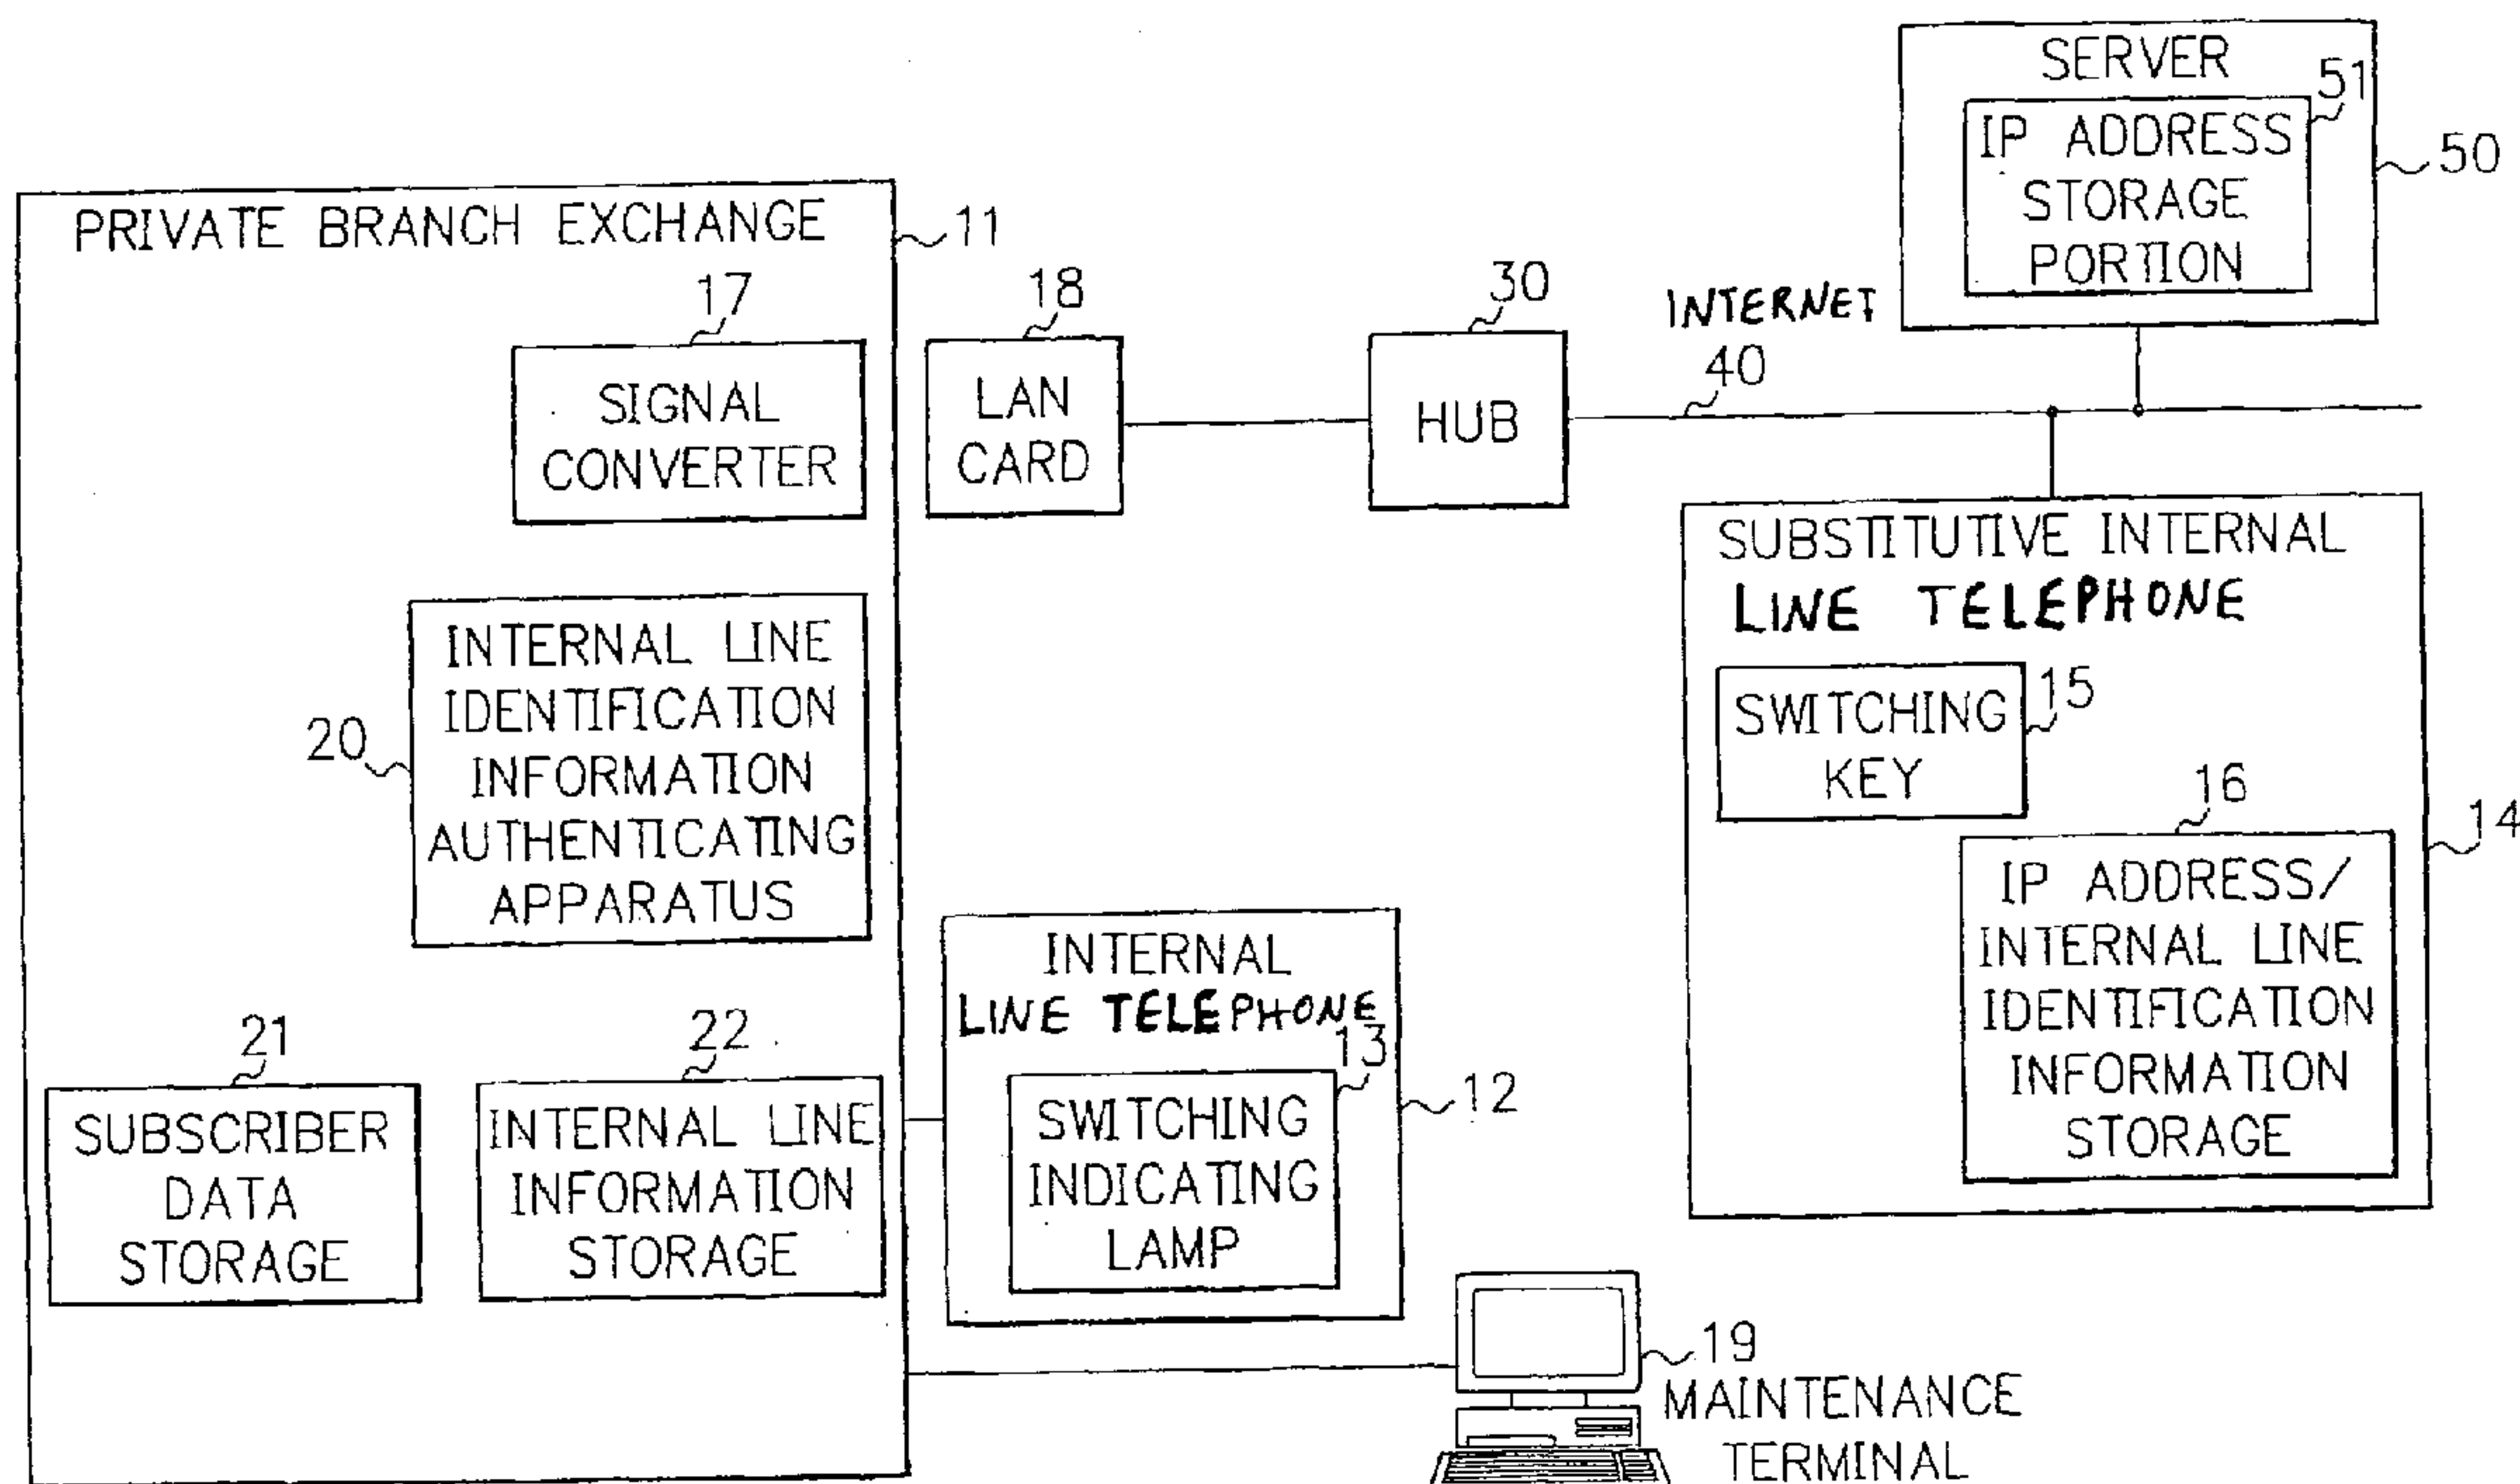 SERVER
51
IP ADDRESS
STORAGE
PORTION
50
PRIVATE BRANCH EXCHANGE
11
17
SIGNAL
CONVERTER
18
LAN
CARD
30
HUB
INTERNET
40
SUBSTITUTIVE INTERNAL
LINE TELEPHONE
SWITCHING
KEY
15
16
IP ADDRESS/
INTERNAL LINE
IDENTIFICATION
INFORMATION
STORAGE
14
20
INTERNAL LINE
IDENTIFICATION
INFORMATION
AUTHENTICATING
APPARATUS
INTERNAL
LINE TELEPHONE
13
SWITCHING
INDICATING
LAMP
12
21
SUBSCRIBER
DATA
STORAGE
22
INTERNAL LINE
INFORMATION
STORAGE
19
MAINTENANCE
TERMINAL